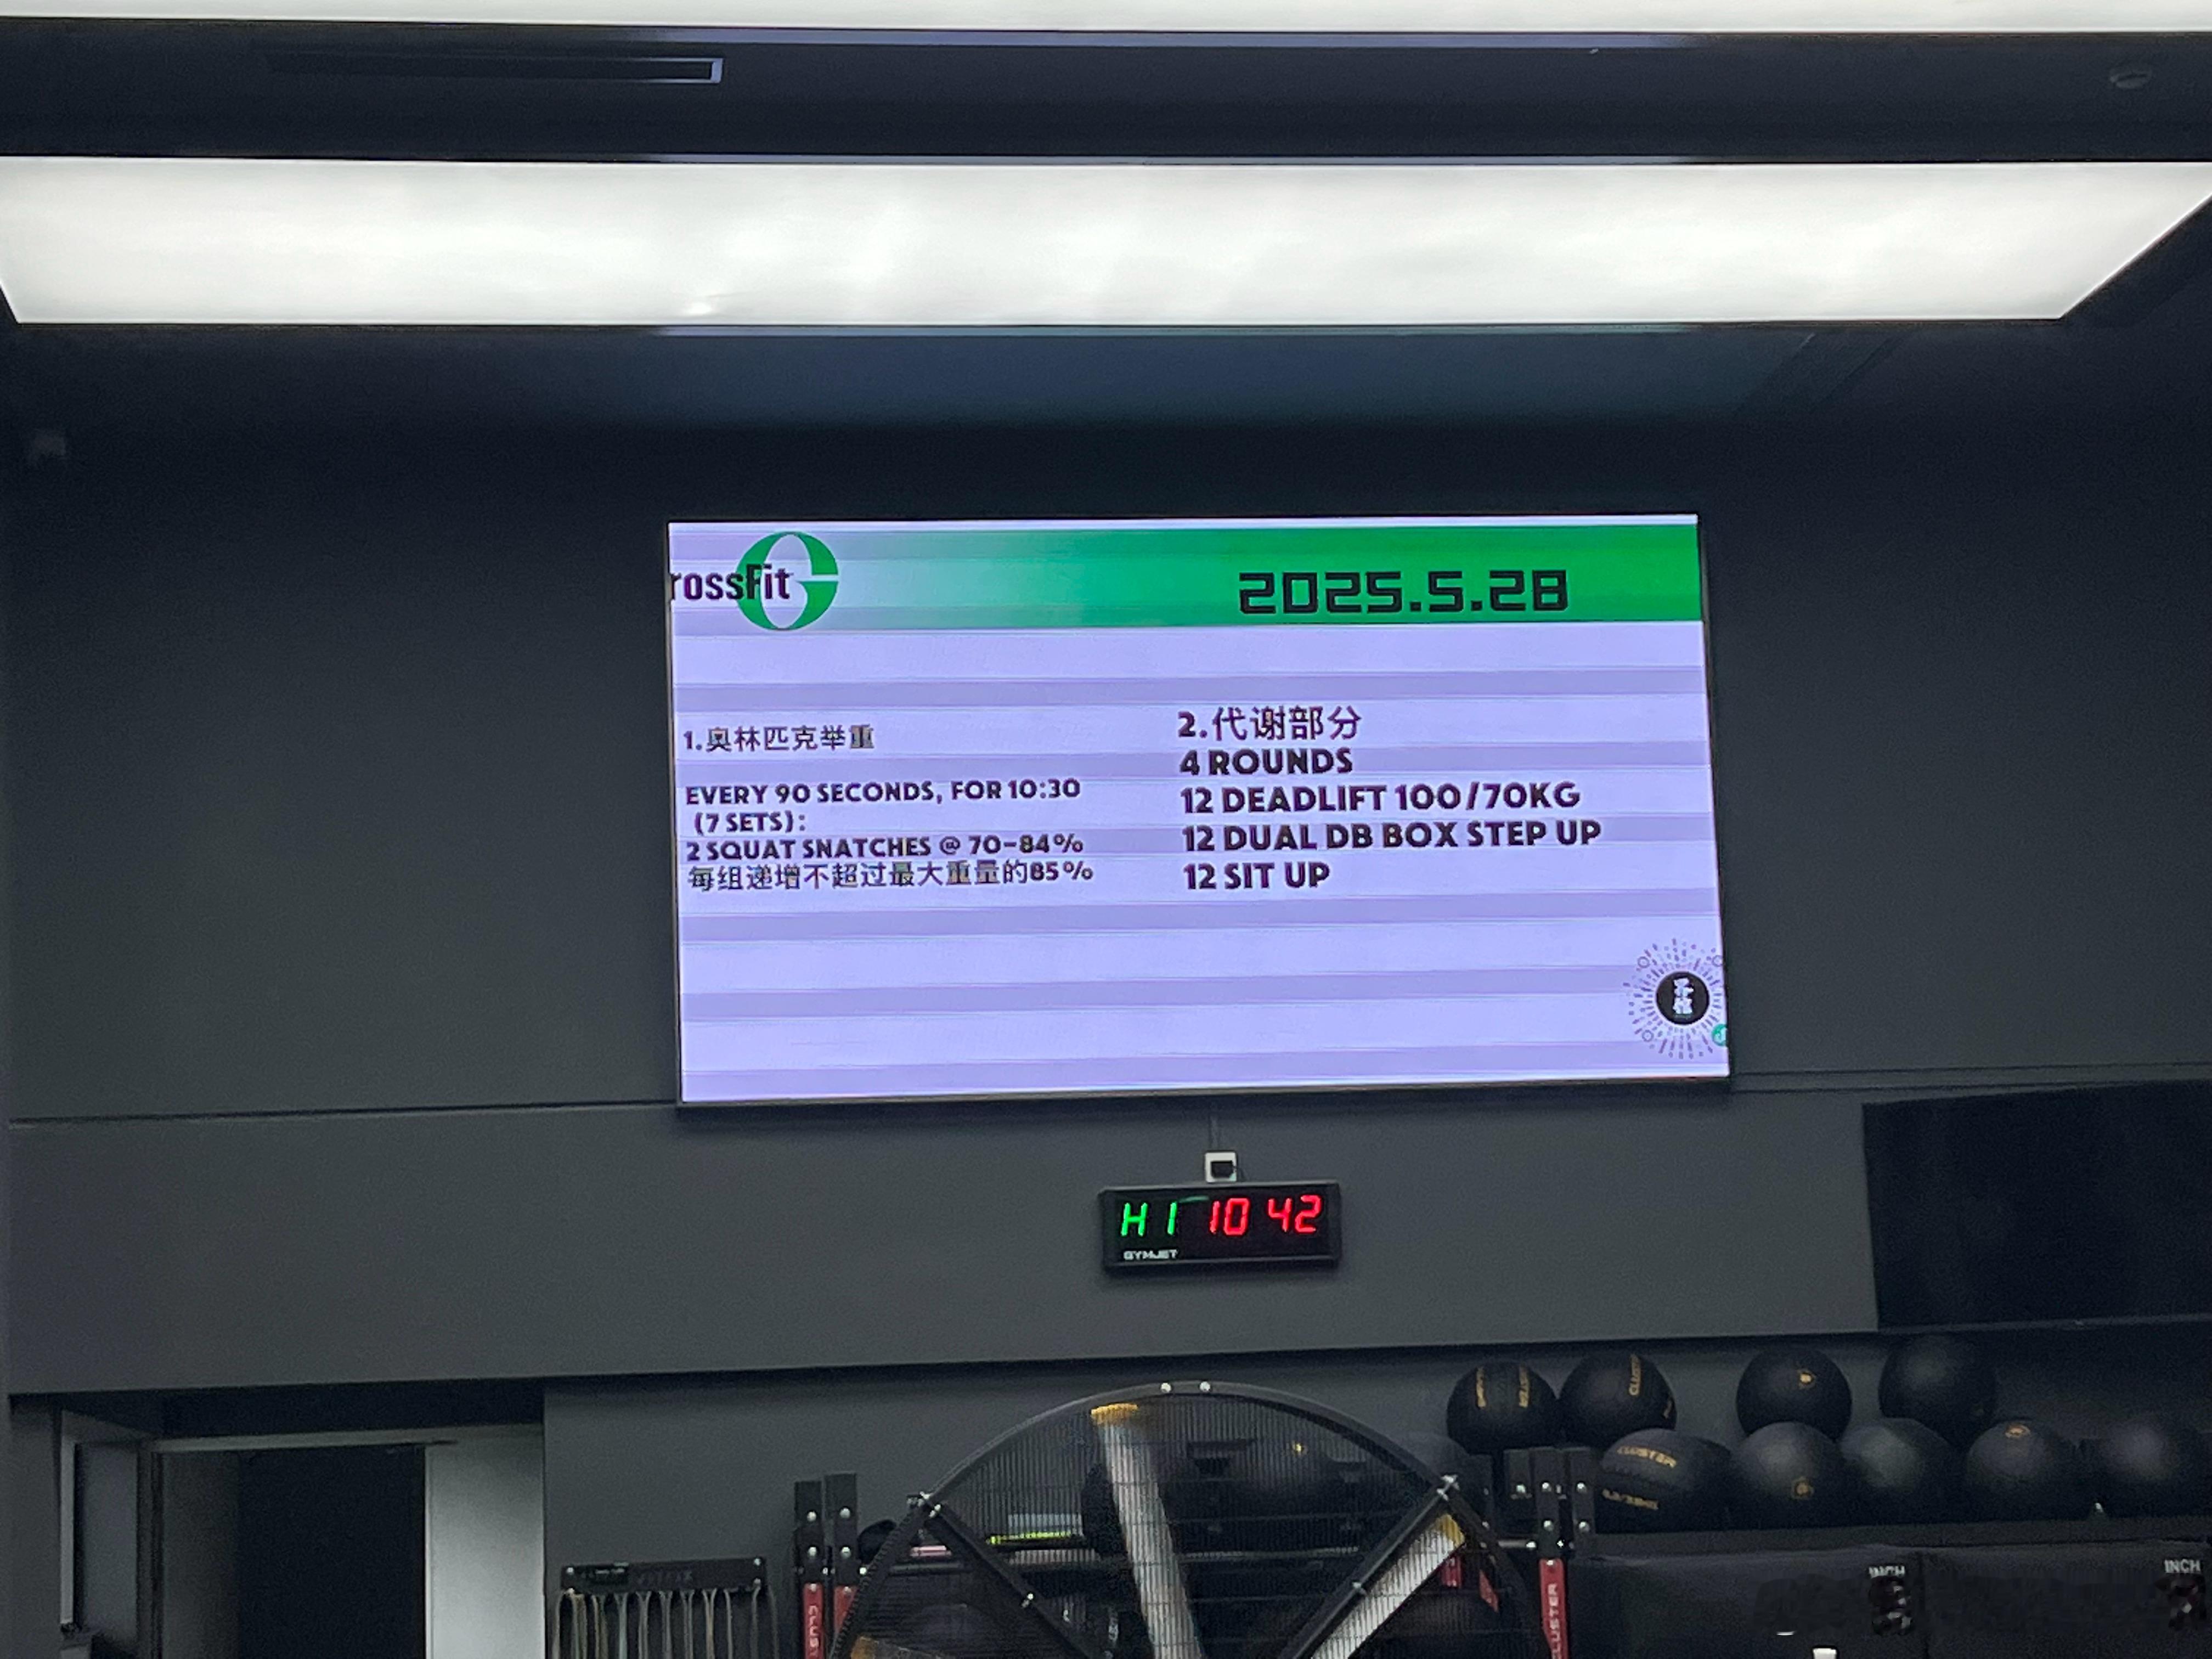 rossFit
2025.5.28
1.奥林匹克举重
EVERY 90 SECONDS, FOR 10:30
(7 SETS):
2 SQUAT SNATCHES @ 70-84%
每组递增不超过最大重量的85%
2.代谢部分
4 ROUNDS
12 DEADLIFT 100/70KG
12 DUAL DB BOX STEP UP
12 SIT UP
H1 10 42
GYMJET
CLUSTER
CLUSTER
CLUSTER
INCH
INCH